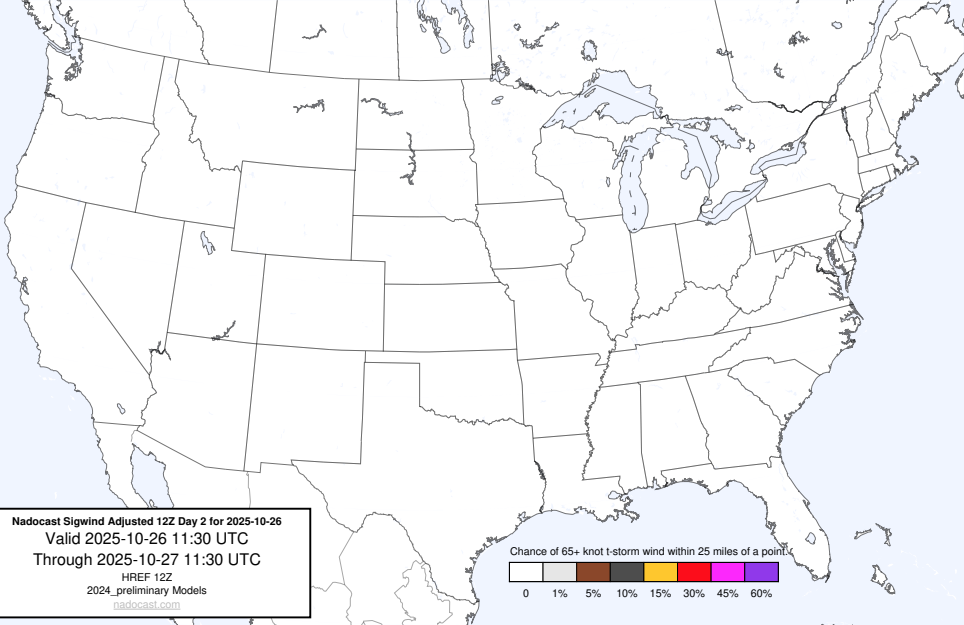 Nadocast Sigwind Adjusted 12Z Day 2 for 2025-10-26
Valid 2025-10-26 11:30 UTC
Through 2025-10-27 11:30 UTC
HREF 12Z
2024_preliminary Models
nadocast.com
Chance of 65+ knot t-storm wind within 25 miles of a point.
0 1% 5% 10% 15% 30% 45% 60%